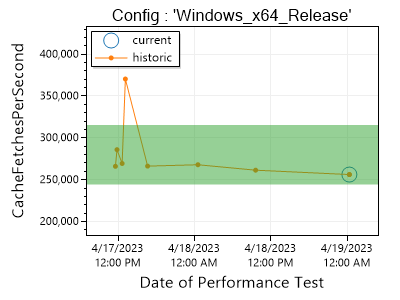 Config : 'Windows_x64_Release'
current
historic
CacheFetchesPerSecond
400,000
350,000
300,000
250,000
200,000
4/17/2023
12:00 PM
4/18/2023
12:00 AM
4/18/2023
12:00 PM
4/19/2023
12:00 AM
Date of Performance Test